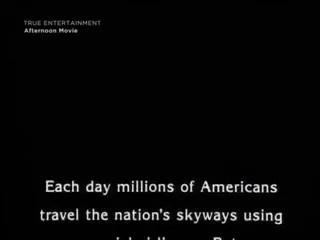 TRUE ENTERTAINMENT
Afternoon Movie
Each day millions of Americans
travel the nation's skyways using